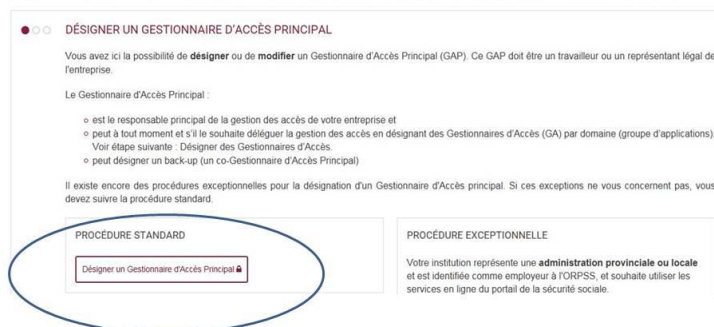 DÉSIGNER UN GESTIONNAIRE D'ACCÈS PRINCIPAL
Vous avez ici la possibilité de désigner ou de modifier un Gestionnaire d'Accès Principal (GAP). Ce GAP doit être un travailleur ou un représentant légal de
l'entreprise.
Le Gestionnaire d'Accès Principal :
est le responsable principal de la gestion des accès de votre entreprise et
peut à tout moment et s'il le souhaite déléguer la gestion des accès en désignant des Gestionnaires d'Accès (GA) par domaine (groupe d'applications).
Voir étape suivante : Désigner des Gestionnaires d'Accès.
peut désigner un back-up (un co-Gestionnaire d'Accès Principal)
Il existe encore des procédures exceptionnelles pour la désignation d'un Gestionnaire d'Accès principal. Si ces exceptions ne vous concernent pas, vous
devez suivre la procédure standard.
PROCÉDURE STANDARD
Désigner un Gestionnaire d'Accès Principal
PROCÉDURE EXCEPTIONNELLE
Votre institution représente une administration provinciale ou locale
et est identifiée comme employeur à l'ORPSS, et souhaite utiliser les
services en ligne du portail de la sécurité sociale.